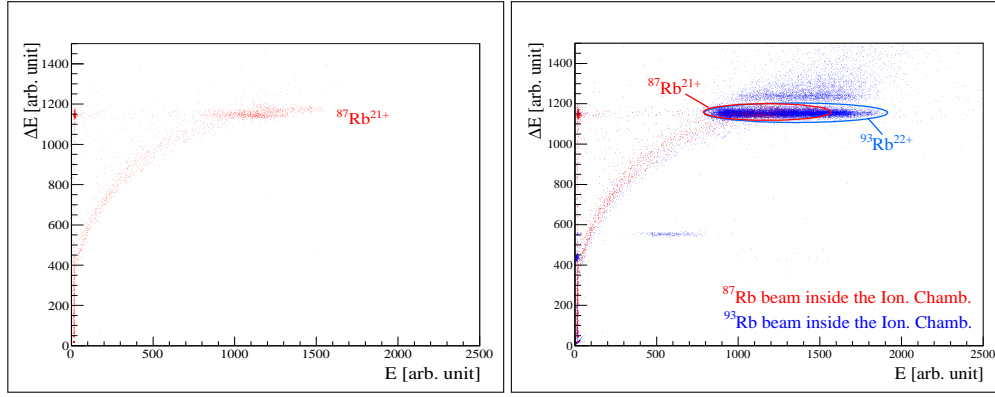 ΔE [arb. unit]
1400
1200
1000
800
600
400
200
0
⁸⁷Rb²¹⁺
0 500 1000 1500 2000 2500
E [arb. unit]
ΔE [arb. unit]
1400
1200
1000
800
600
400
200
0
⁸⁷Rb²¹⁺
⁹³Rb²²⁺
⁸⁷Rb beam inside the Ion. Chamb.
⁹³Rb beam inside the Ion. Chamb.
0 500 1000 1500 2000 2500
E [arb. unit]